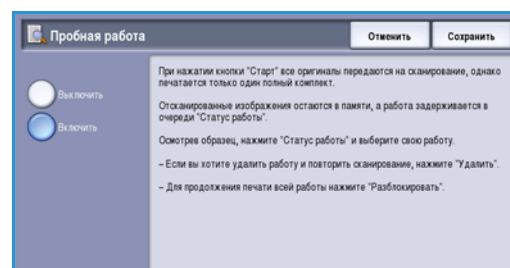 Пробная работа
Отменить
Сохранить
Выключить
Включить
При нажатии кнопки "Старт" все оригиналы передаются на сканирование, однако
печатается только один полный комплект.
Отсканированные изображения остаются в памяти, а работа задерживается в
очереди "Статус работы".
Осмотрев образец, нажмите "Статус работы" и выберите свою работу.
– Если вы хотите удалить работу и повторить сканирование, нажмите "Удалить".
– Для продолжения печати всей работы нажмите "Разблокировать".